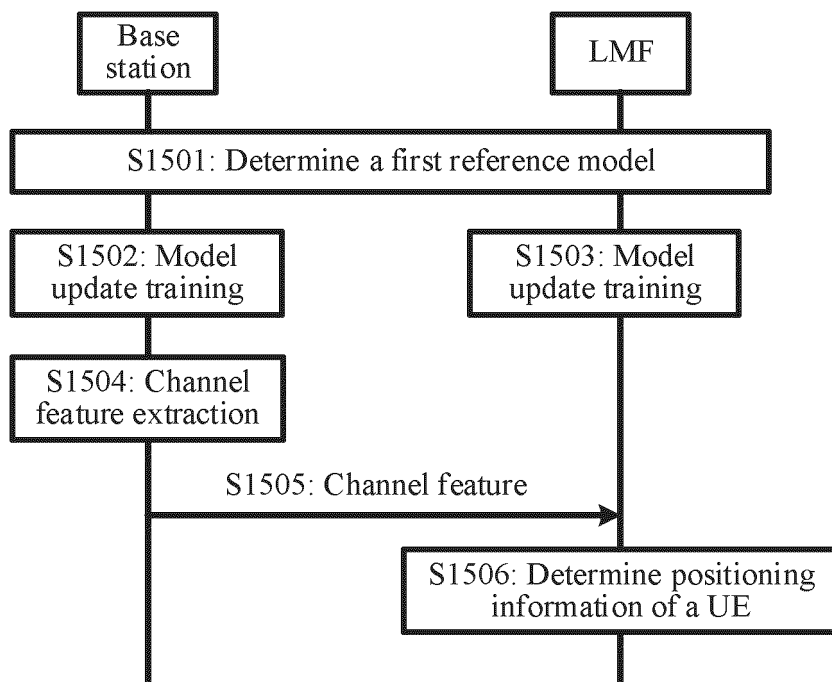 Base
station
LMF
S1501: Determine a first reference model
S1502: Model
update training
S1503: Model
update training
S1504: Channel
feature extraction
S1505: Channel feature
S1506: Determine positioning
information of a UE